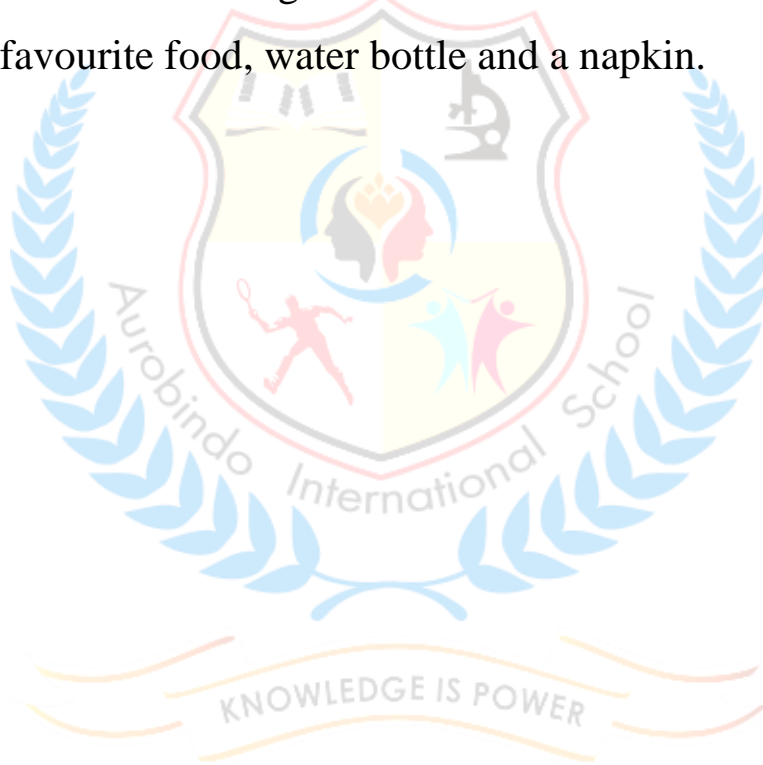 favourite food, water bottle and a napkin.
Aurobindo International School
KNOWLEDGE IS POWER